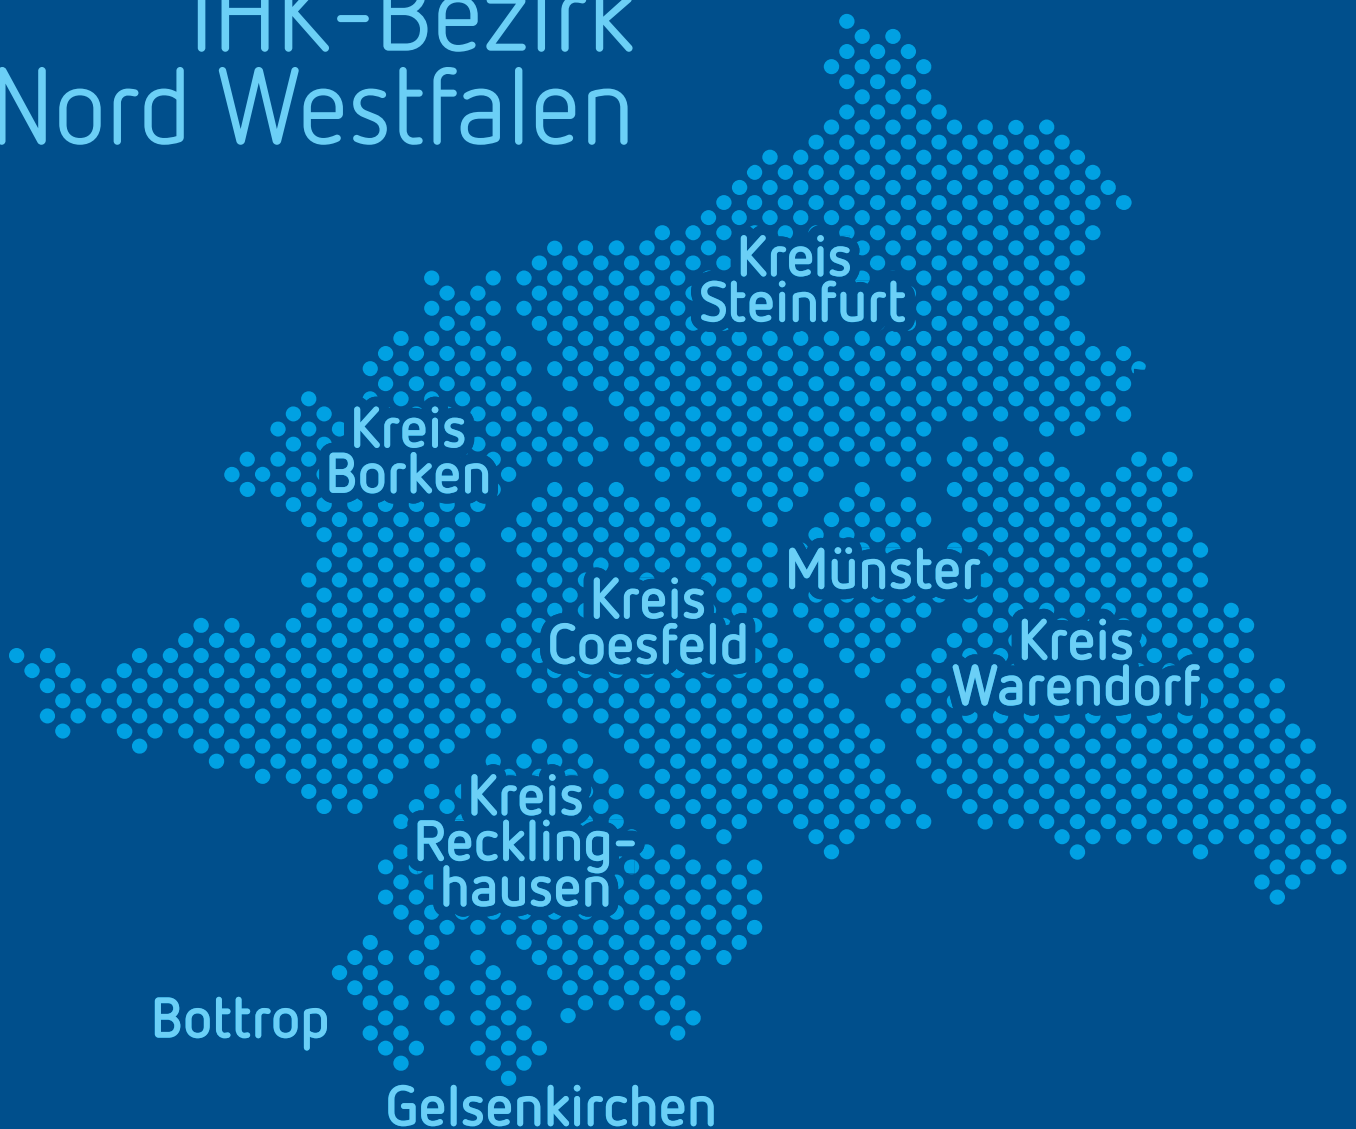 IHK-Bezirk
Nord Westfalen
Kreis
Steinfurt
Kreis
Borken
Münster
Kreis
Coesfeld
Kreis
Warendorf
Kreis
Reckling-
hausen
Bottrop
Gelsenkirchen